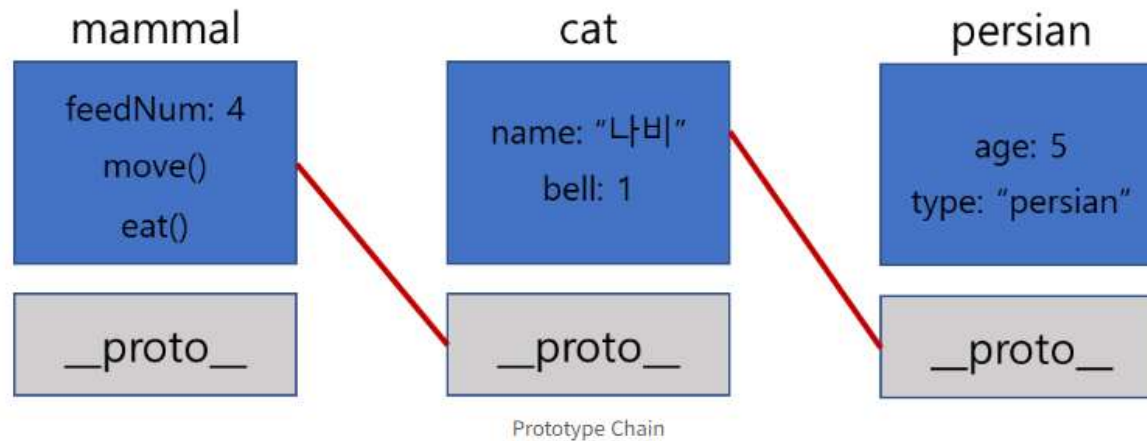 mammal
feedNum: 4
move()
eat()
__proto__
cat
name: “나비”
bell: 1
__proto__
persian
age: 5
type: “persian”
__proto__
Prototype Chain